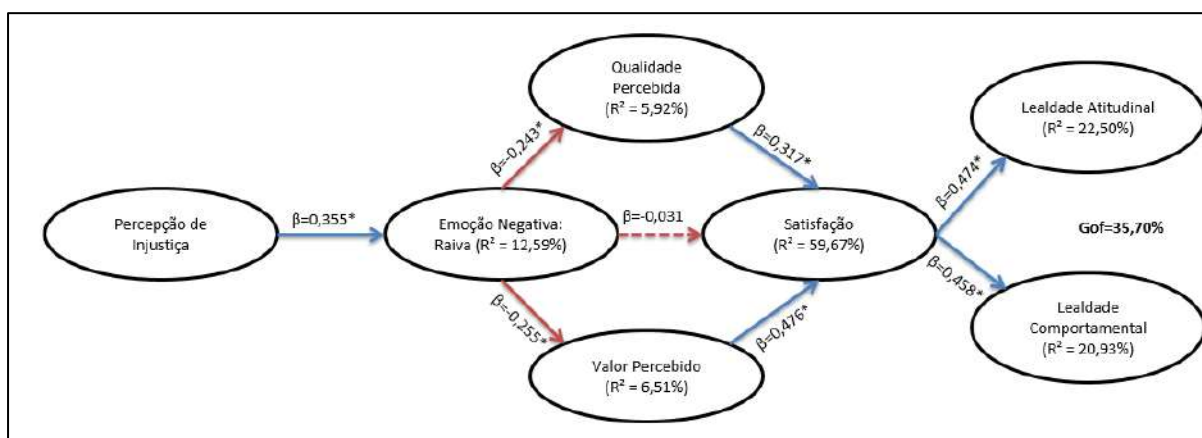 Qualidade
Percebida
(R² = 5,92%)
Lealdade Atitudinal
(R² = 22,50%)
β=-0,243*
β=0,317*
β=0,474*
Percepção de
Injustiça
β=0,355*
Emoção Negativa:
Raiva (R² = 12,59%)
β=-0,031
Satisfação
(R² = 59,67%)
Gof=35,70%
β=-0,255*
β=0,476*
β=0,458*
Valor Percebido
(R² = 6,51%)
Lealdade
Comportamental
(R² = 20,93%)